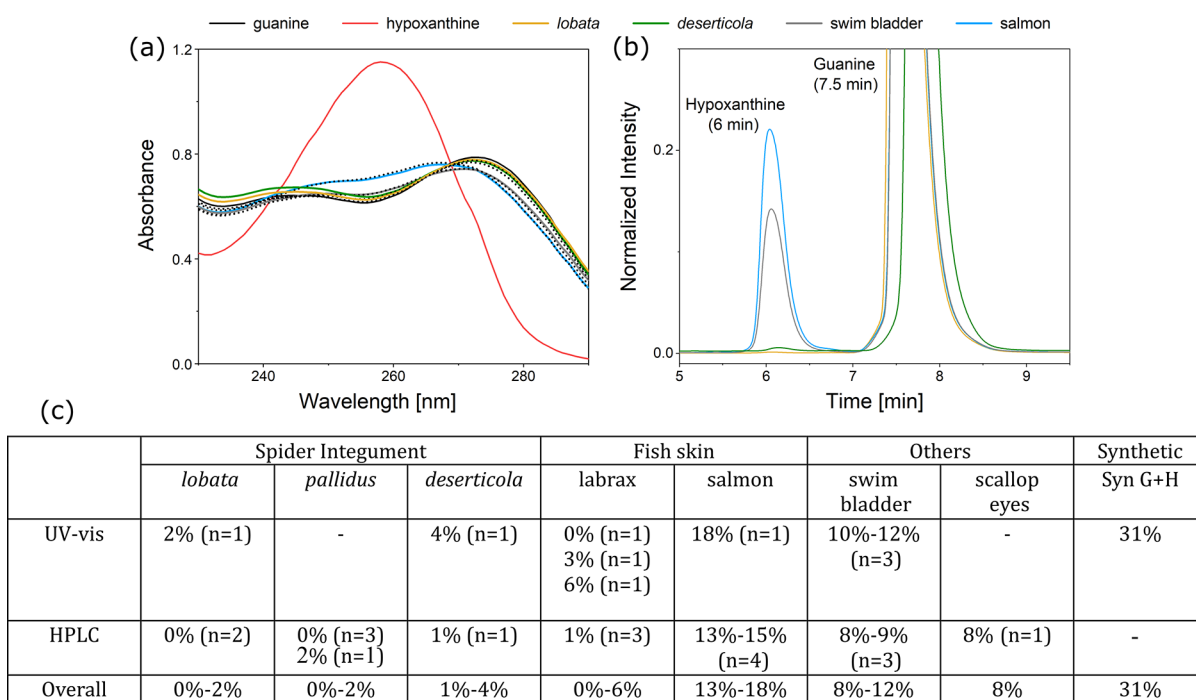 guanine hypoxanthine lobata deserticola swim bladder salmon
(a)
1.2
0.8
0.4
0.0
Absorbance
240 260 280
Wavelength [nm]
(b)
Guanine
(7.5 min)
Hypoxanthine
(6 min)
0.2
0.0
Normalized Intensity
5 6 7 8 9
Time [min]
(c)
Spider Integument Fish skin Others Synthetic
lobata pallidus deserticola labrax salmon swim bladder scallop eyes Syn G+H
UV-vis 2% (n=1) - 4% (n=1) 0% (n=1) 18% (n=1) 10%-12% - 31%
3% (n=1) (n=3)
6% (n=1)
HPLC 0% (n=2) 0% (n=3) 1% (n=1) 1% (n=3) 13%-15% 8%-9% 8% (n=1) -
2% (n=1) (n=4) (n=3)
Overall 0%-2% 0%-2% 1%-4% 0%-6% 13%-18% 8%-12% 8% 31%